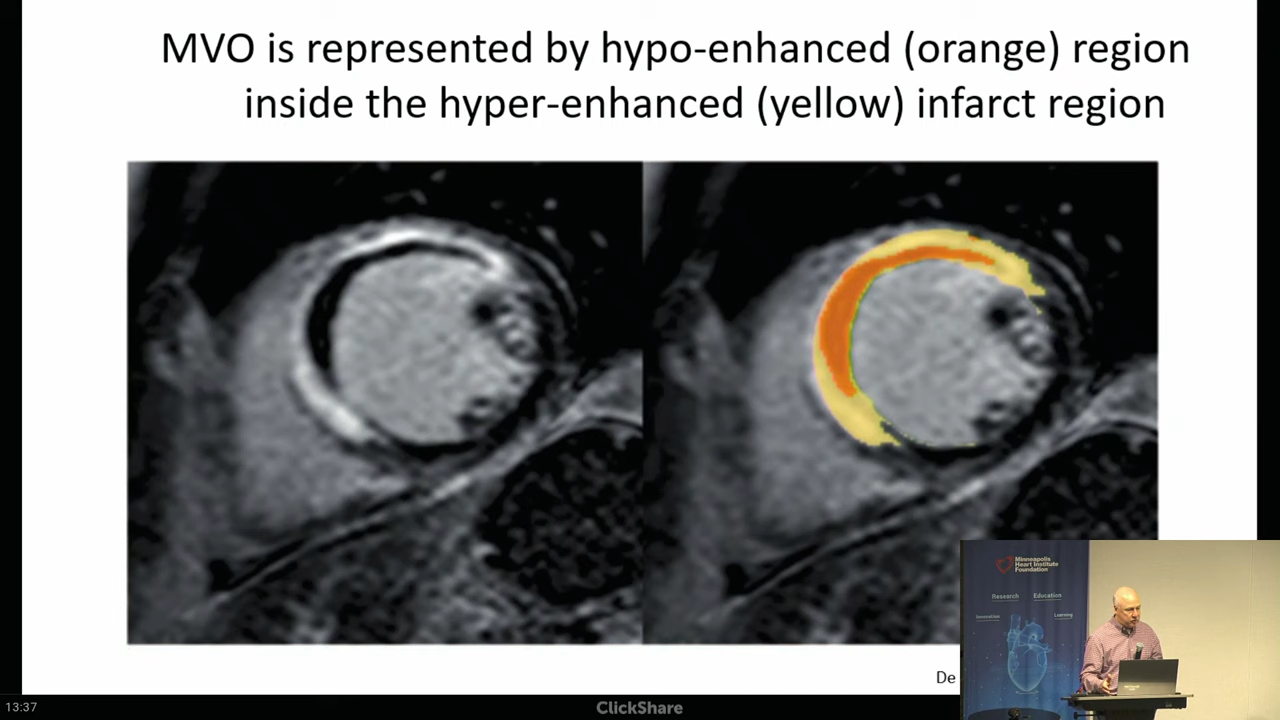 MVO is represented by hypo-enhanced (orange) region
inside the hyper-enhanced (yellow) infarct region
De
Minneapolis
Heart Institute
Foundation
Research Education
Innovation Learning
13:37
ClickShare